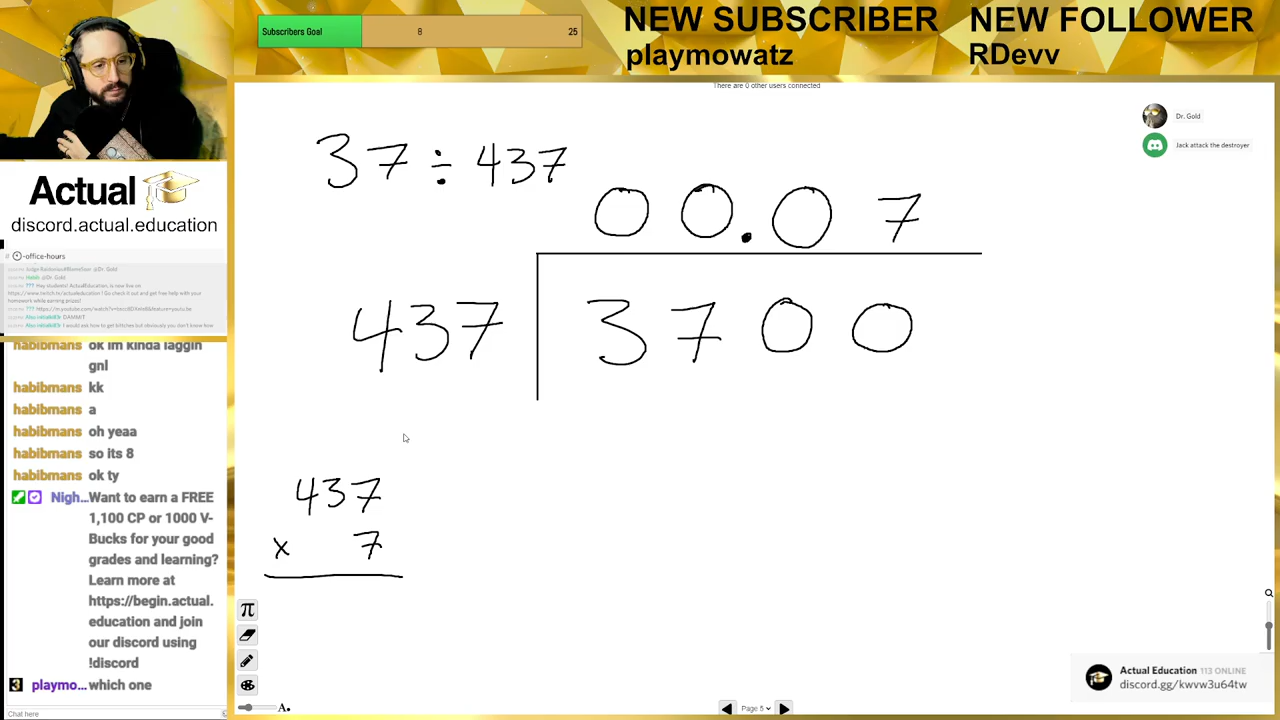 Subscribers Goal 8 25
NEW SUBSCRIBER
playmowatz
NEW FOLLOWER
RDevv
There are 0 other users connected
Dr. Gold
Jack attack the destroyer
Actual
discord.actual.education
-office-hours
37 ÷ 437
00.07
437 3700
437
x 7
habibmans ok im kinda laggin
gnl
habibmans kk
habibmans a
habibmans oh yeaa
habibmans so its 8
habibmans ok ty
Nigh...Want to earn a FREE
1,100 CP or 1000 V-
Bucks for your good
grades and learning?
Learn more at
https://begin.actual.
education and join
our discord using
!discord
playmo...which one
Chat here
π
A.
Page 5
Actual Education 113 ONLINE
discord.gg/kwvw3u64tw